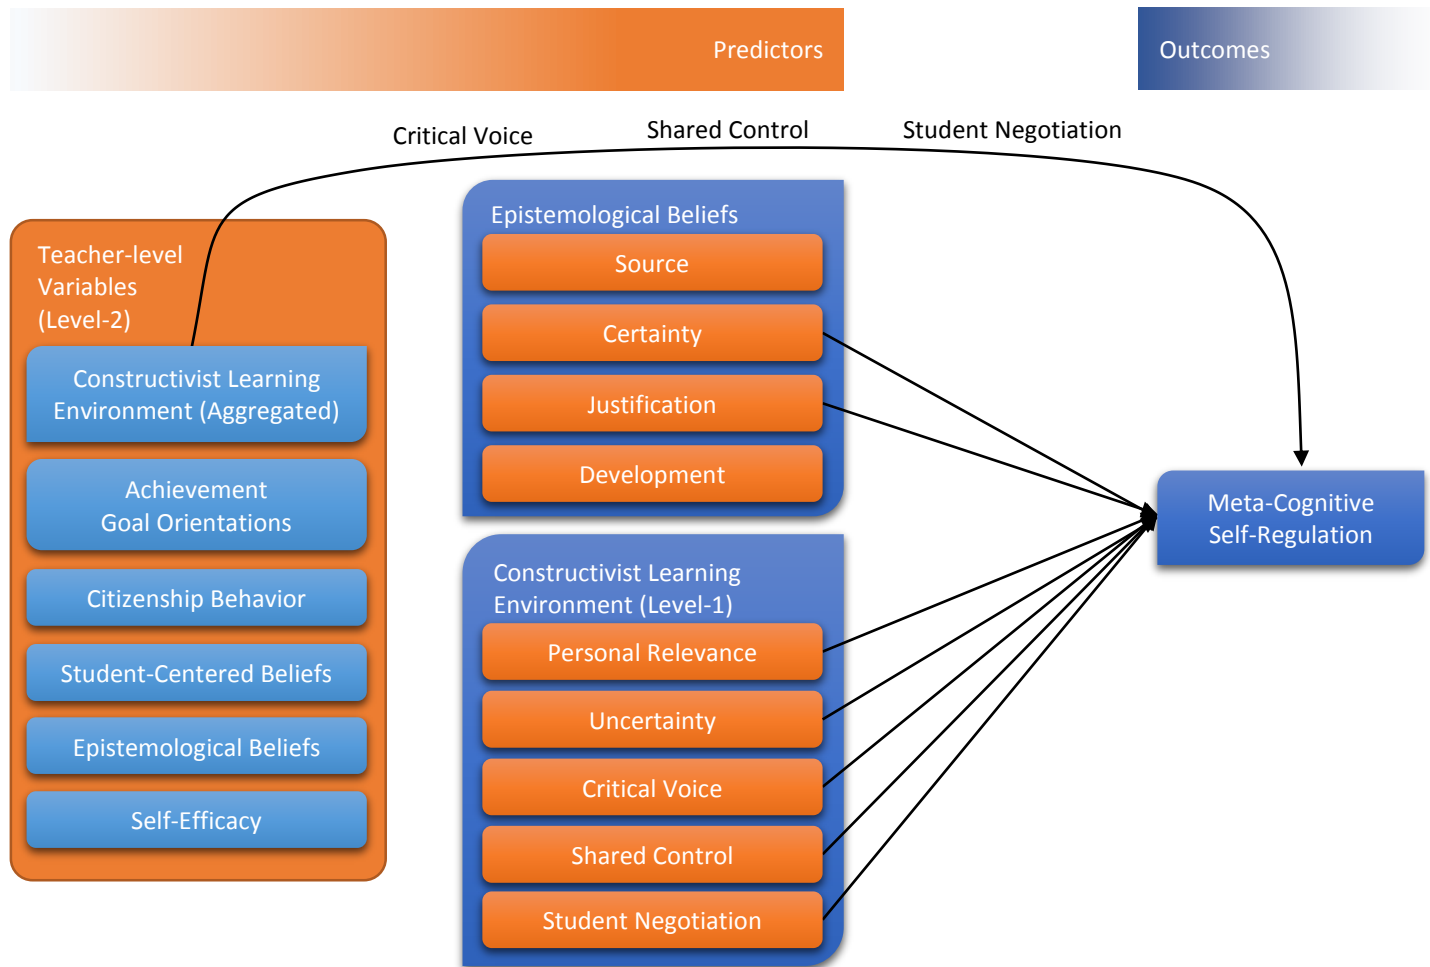 Predictors
Outcomes
Critical Voice
Shared Control
Student Negotiation
Teacher-level
Variables
(Level-2)
Constructivist Learning
Environment (Aggregated)
Achievement
Goal Orientations
Citizenship Behavior
Student-Centered Beliefs
Epistemological Beliefs
Self-Efficacy
Epistemological Beliefs
Source
Certainty
Justification
Development
Constructivist Learning
Environment (Level-1)
Personal Relevance
Uncertainty
Critical Voice
Shared Control
Student Negotiation
Meta-Cognitive
Self-Regulation